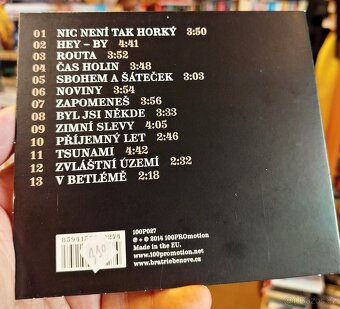 01 NIC NENÍ TAK HORKÝ 3:50
02 HEY – BY 4:41
03 ROUTA 3:52
04 ČAS HOLIN 3:48
05 SBOHEM A ŠÁTEČEK 3:03
06 NOVINY 3:54
07 ZAPOMENEŠ 3:56
08 BYL JSI NĚKDE 3:33
09 ZIMNÍ SLEVY 4:05
10 PŘÍJEMNÝ LET 2:46
11 TSUNAMI 4:42
12 ZVLÁŠTNÍ ÚZEMÍ 2:32
13 V BETLÉMĚ 2:18
100P027
℗ + © 2014 100PROmotion
Made in the EU.
www.100promotion.net
www.bratriebenove.cz